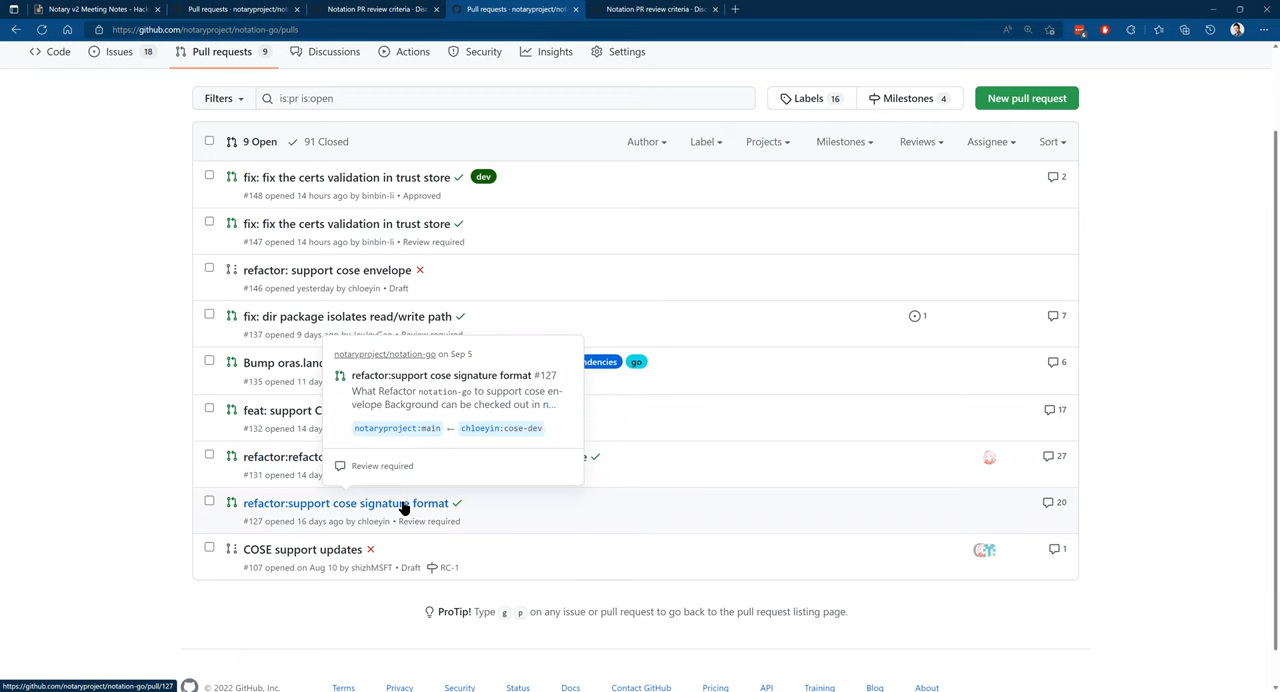 Notary v2 Meeting Notes - Hac
Pull requests · notaryproject/not
Notation PR review criteria · Disc
Pull requests · notaryproject/not
Notation PR review criteria · Disc
https://github.com/notaryproject/notation-go/pulls
Code
Issues 18
Pull requests 9
Discussions
Actions
Security
Insights
Settings
Filters
is:pr is:open
Labels 16
Milestones 4
New pull request
9 Open
91 Closed
Author
Label
Projects
Milestones
Reviews
Assignee
Sort
fix: fix the certs validation in trust store dev
2
#148 opened 14 hours ago by binbin-li • Approved
fix: fix the certs validation in trust store
#147 opened 14 hours ago by binbin-li • Review required
refactor: support cose envelope
#146 opened yesterday by chloeyin • Draft
fix: dir package isolates read/write path
1
7
#137 opened 9 days ago
Review required
Bump oras.lan
ndencies go
6
#135 opened 11 da
feat: support C
17
#132 opened 14 day
refactor:refacto
e
27
#131 opened 14 day
notaryproject/notation-go on Sep 5
refactor:support cose signature format #127
What Refactor notation-go to support cose en-
velope Background can be checked out in n...
notaryproject:main ← chloeyin:cose-dev
Review required
refactor:support cose signature format
20
#127 opened 16 days ago by chloeyin • Review required
COSE support updates
1
#107 opened on Aug 10 by shizhMSFT • Draft RC-1
ProTip! Type g p on any issue or pull request to go back to the pull request listing page.
https://github.com/notaryproject/notation-go/pull/127
© 2022 GitHub, Inc.
Terms
Privacy
Security
Status
Docs
Contact GitHub
Pricing
API
Training
Blog
About